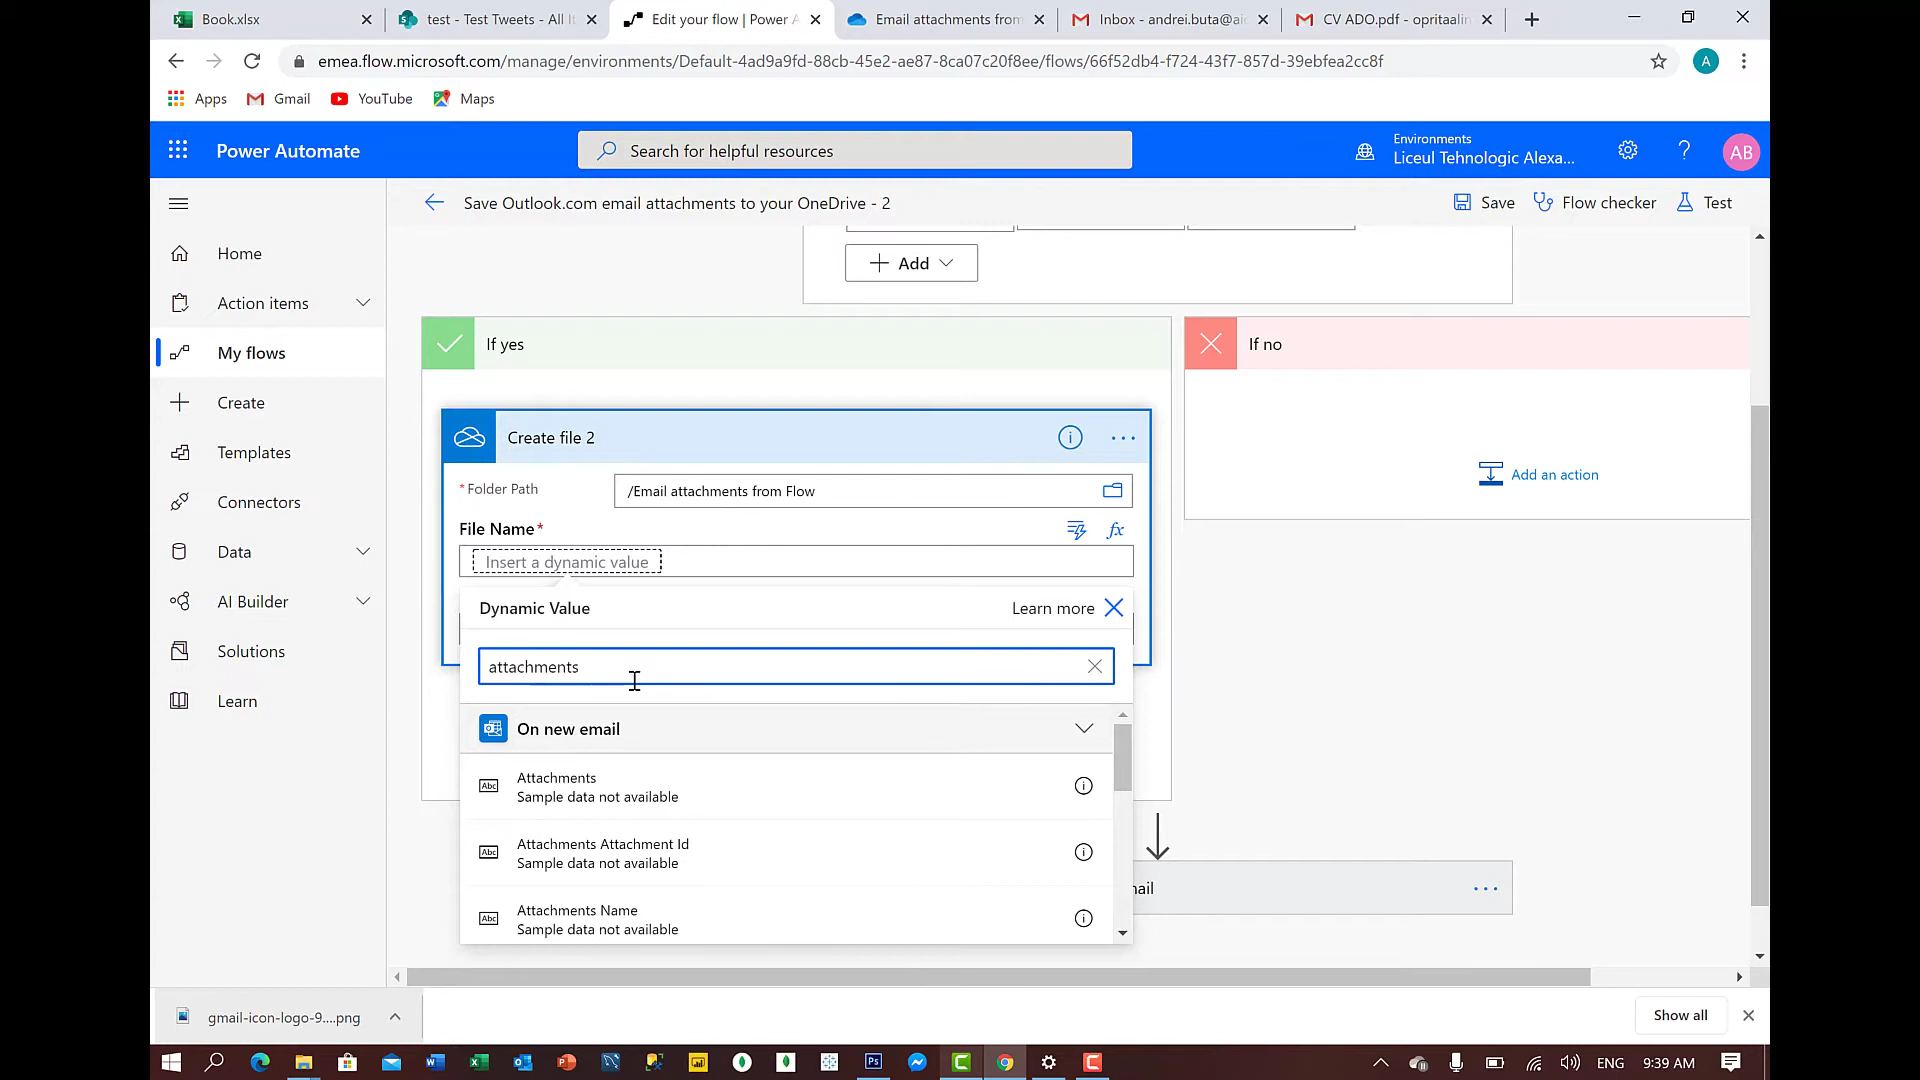 Book.xlsx
test - Test Tweets - All It
Edit your flow | Power A
Email attachments from
Inbox - andrei.buta@aic
CV ADO.pdf - opritaalin
emea.flow.microsoft.com/manage/environments/Default-4ad9a9fd-88cb-45e2-ae87-8ca07c20f8ee/flows/66f52db4-f724-43f7-857d-39ebfea2cc8f
A
Apps
Gmail
YouTube
Maps
Power Automate
Search for helpful resources
Environments
Liceul Tehnologic Alexa...
?
AB
Save Outlook.com email attachments to your OneDrive - 2
Save
Flow checker
Test
Home
Action items
My flows
Create
Templates
Connectors
Data
AI Builder
Solutions
Learn
Add
If yes
If no
Create file 2
* Folder Path
/Email attachments from Flow
File Name *
fx
Insert a dynamic value
Add an action
Dynamic Value
Learn more
attachments
On new email
Abc
Attachments
Sample data not available
Abc
Attachments Attachment Id
Sample data not available
Abc
Attachments Name
Sample data not available
nail
gmail-icon-logo-9....png
Show all
ENG
9:39 AM